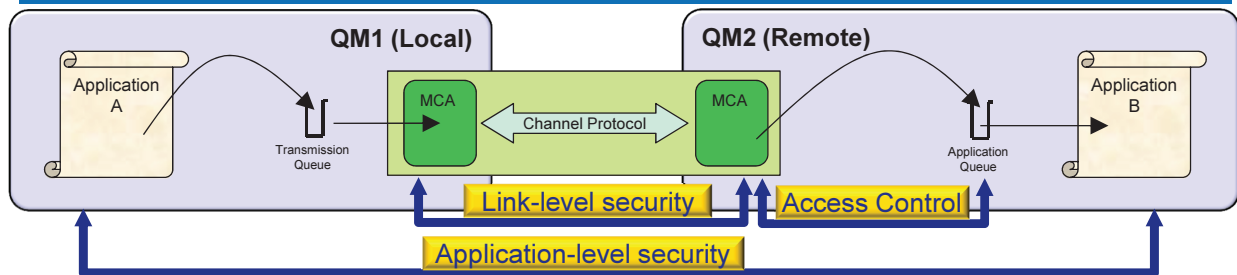 QM1 (Local)
QM2 (Remote)
Application
A
MCA
Channel Protocol
MCA
Application
B
Transmission
Queue
Application
Queue
Link-level security
Access Control
Application-level security